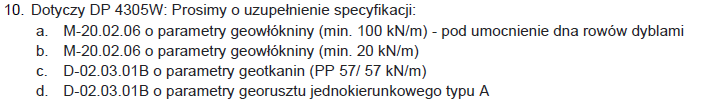 10. Dotyczy DP 4305W: Prosimy o uzupełnienie specyfikacji:
a. M-20.02.06 o parametry geowłókniny (min. 100 kN/m) - pod umocnienie dna rowów dyblami
b. M-20.02.06 o parametry geowłókniny (min. 20 kN/m)
c. D-02.03.01B o parametry geotkanin (PP 57/ 57 kN/m)
d. D-02.03.01B o parametry georusztu jednokierunkowego typu A